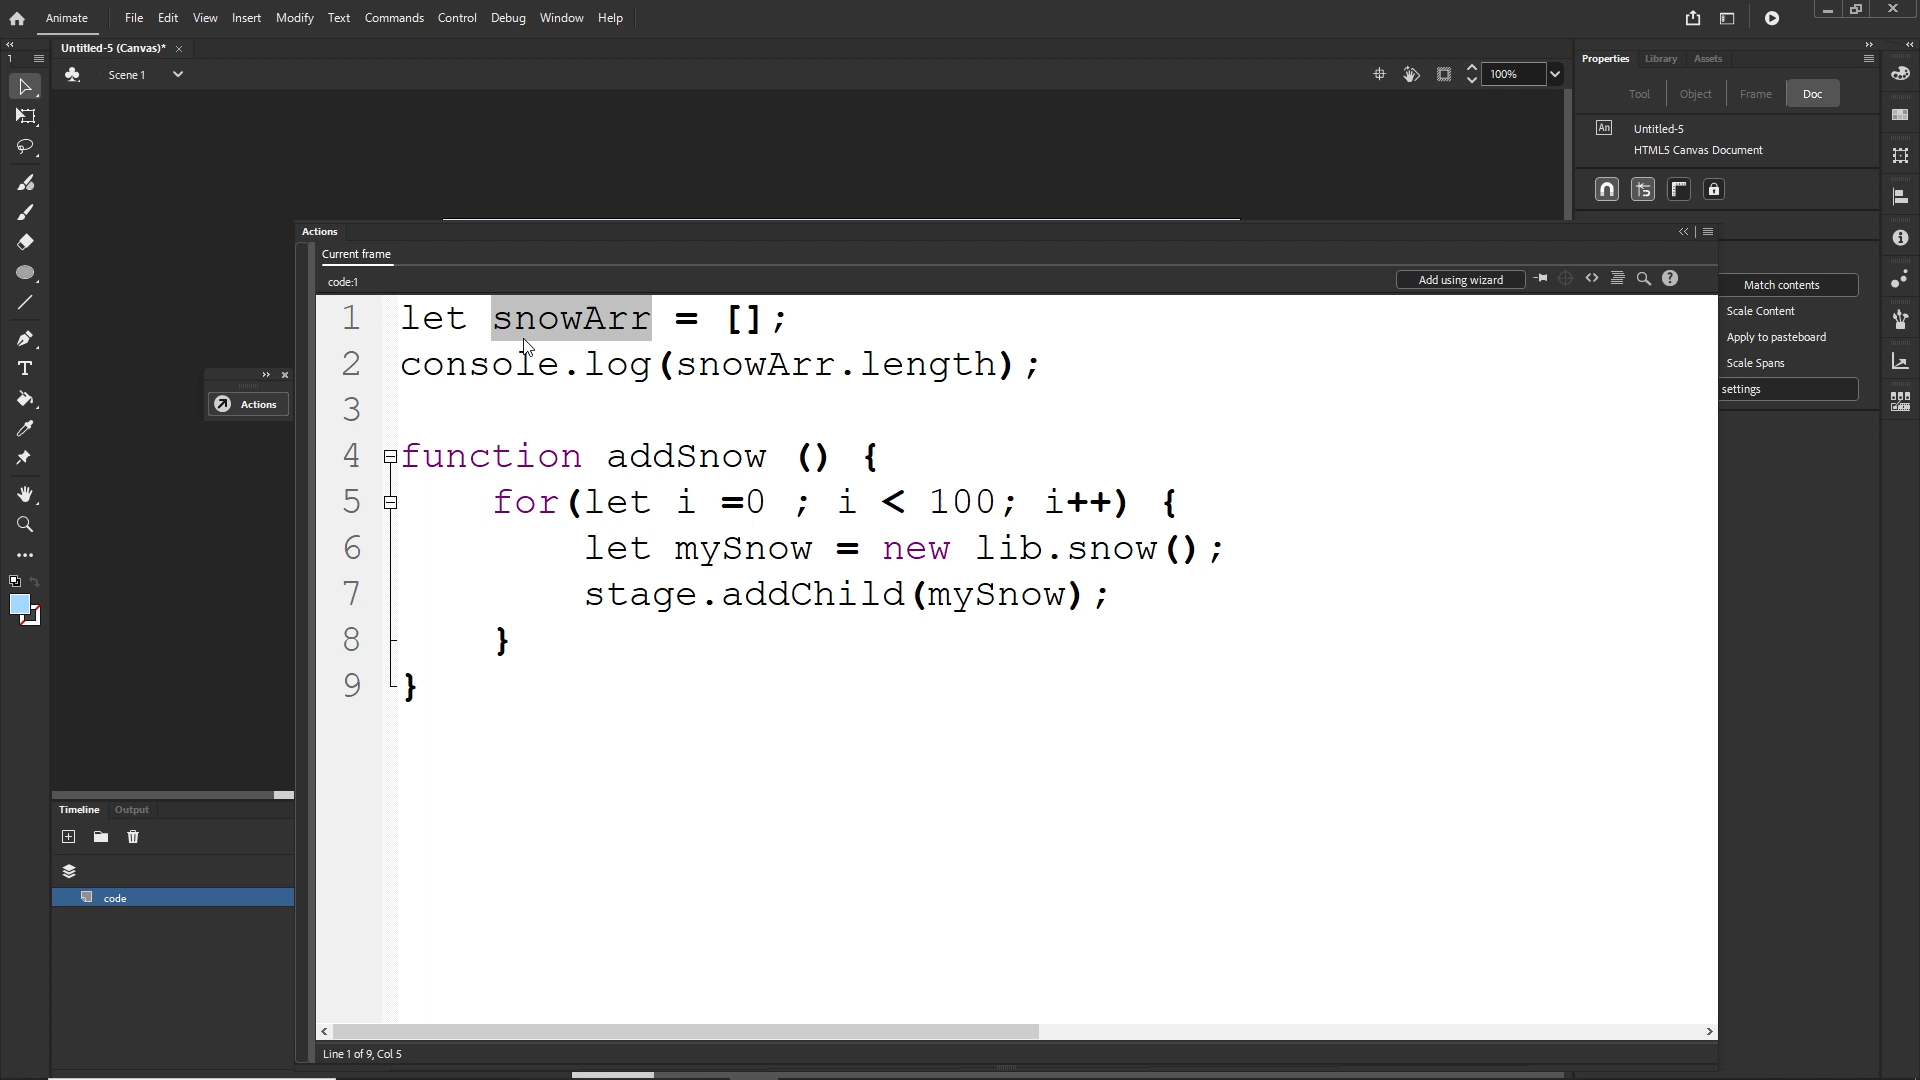 Animate File Edit View Insert Modify Text Commands Control Debug Window Help
Untitled-5 (Canvas)*
Scene 1
100%
Properties Library Assets
Tool Object Frame Doc
An Untitled-5
HTML5 Canvas Document
Match contents
Scale Content
Apply to pasteboard
Scale Spans
settings
Actions
Actions
Current frame
code:1
Add using wizard
1 let snowArr = [];
2 console.log(snowArr.length);
3
4 function addSnow () {
5 for(let i =0 ; i < 100; i++) {
6 let mySnow = new lib.snow();
7 stage.addChild(mySnow);
8 }
9 }
Line 1 of 9, Col 5
Timeline Output
code